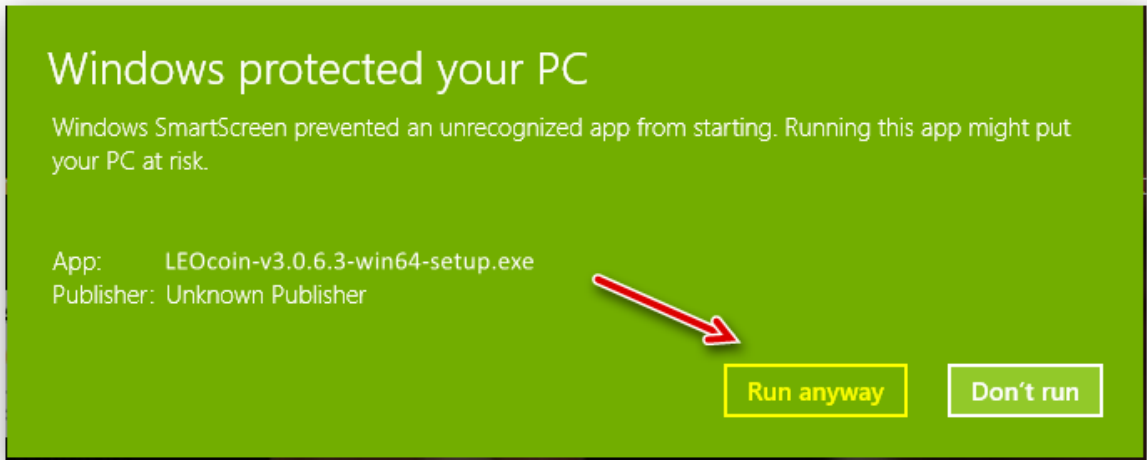 Windows protected your PC
Windows SmartScreen prevented an unrecognized app from starting. Running this app might put
your PC at risk.
App: LEOcoin-v3.0.6.3-win64-setup.exe
Publisher: Unknown Publisher
Run anyway Don't run